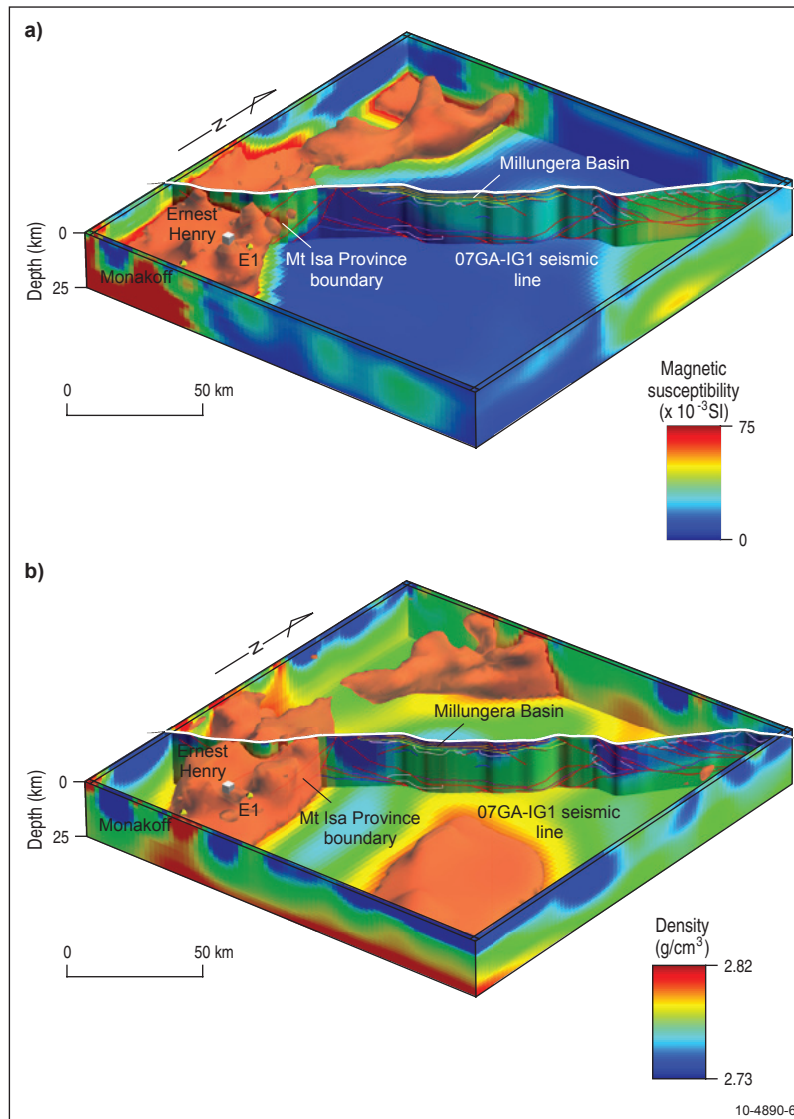 a)
N
Millungera Basin
Ernest
Henry
0
Mt Isa Province
boundary
E1
07GA-IG1 seismic
line
Monakoff
Depth (km)
25
0 50 km
Magnetic
susceptibility
(x 10⁻³SI)
75
0
b)
N
Millungera Basin
Ernest
Henry
0
E1
Mt Isa Province
boundary
07GA-IG1 seismic
line
Monakoff
Depth (km)
25
0 50 km
Density
(g/cm³)
2.82
2.73
10-4890-6